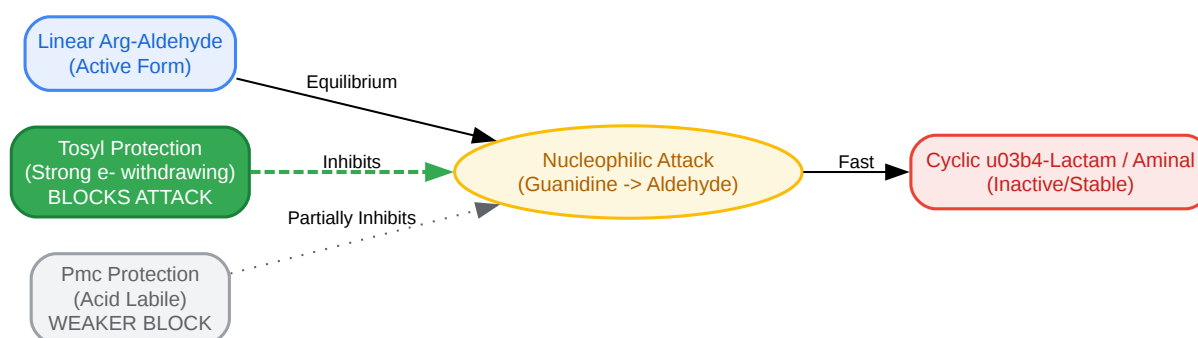 Linear Arg-Aldehyde
(Active Form)
Equilibrium
Tosyl Protection
(Strong e- withdrawing)
BLOCKS ATTACK
Inhibits
Nucleophilic Attack
(Guanidine -> Aldehyde)
Fast
Cyclic u03b4-Lactam / Aminal
(Inactive/Stable)
Partially Inhibits
Pmc Protection
(Acid Labile)
WEAKER BLOCK